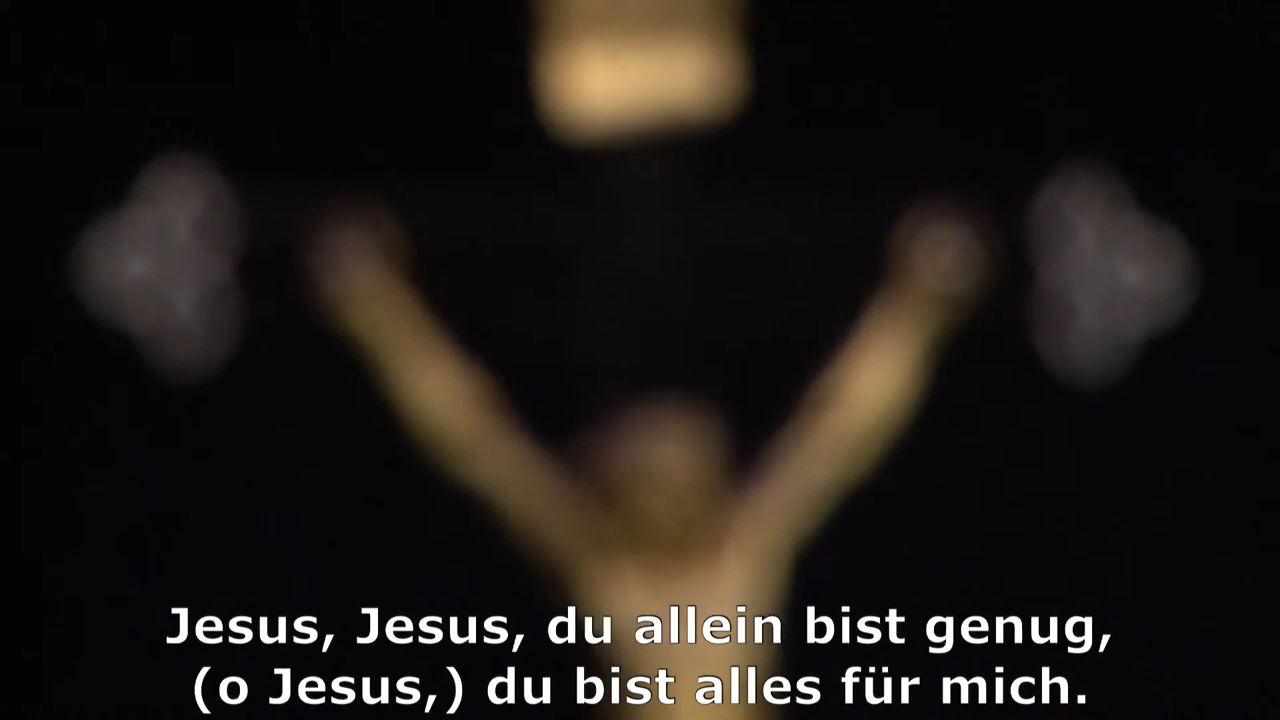 Jesus, Jesus, du allein bist genug,
(o Jesus,) du bist alles für mich.